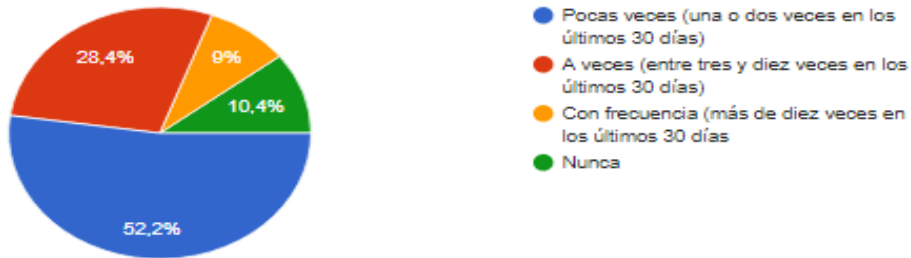 28,4%
9%
10,4%
52,2%
Pocas veces (una o dos veces en los
últimos 30 días)
A veces (entre tres y diez veces en los
últimos 30 días)
Con frecuencia (más de diez veces en
los últimos 30 días
Nunca